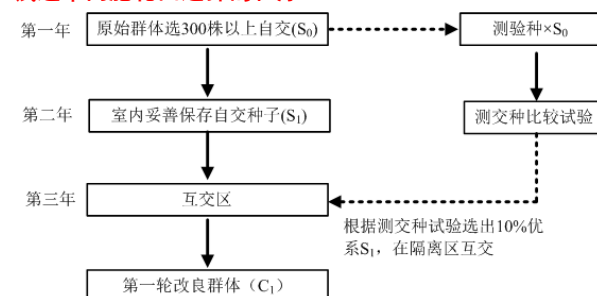 第一年
原始群体选300株以上自交(S₀)
测验种×S₀
第二年
室内妥善保存自交种子(S₁)
测交种比较试验
第三年
互交区
根据测交种试验选出10%优
系S₁，在隔离区互交
第一轮改良群体（C₁）